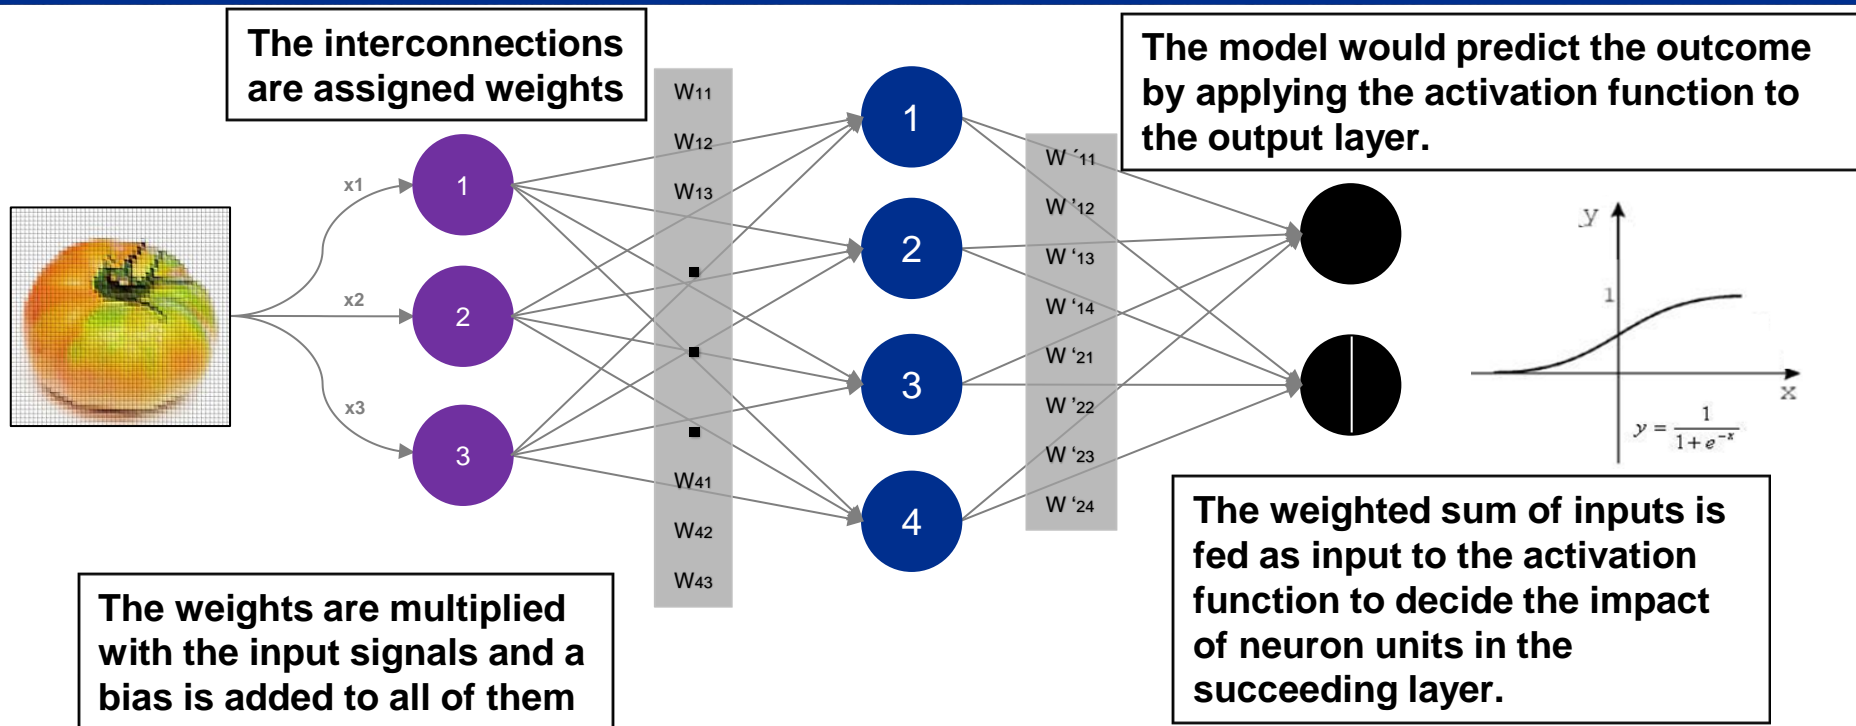 The interconnections
are assigned weights
The model would predict the outcome
by applying the activation function to
the output layer.
x1
x2
x3
1
2
3
W11
W12
W13
W41
W42
W43
1
2
3
4
W ´11
W ’12
W ‘13
W ‘14
W ‘21
W ‘22
W ‘23
W ‘24
y
1
x
y = 1 / (1 + e^{-x})
The weights are multiplied
with the input signals and a
bias is added to all of them
The weighted sum of inputs is
fed as input to the activation
function to decide the impact
of neuron units in the
succeeding layer.